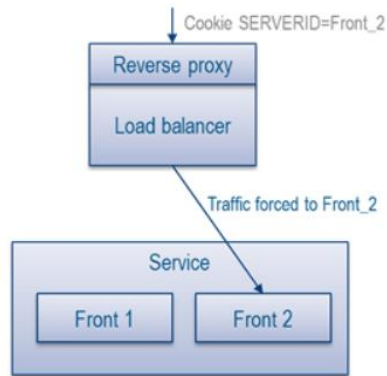 Cookie SERVERID=Front_2
Reverse proxy
Load balancer
Traffic forced to Front_2
Service
Front 1
Front 2